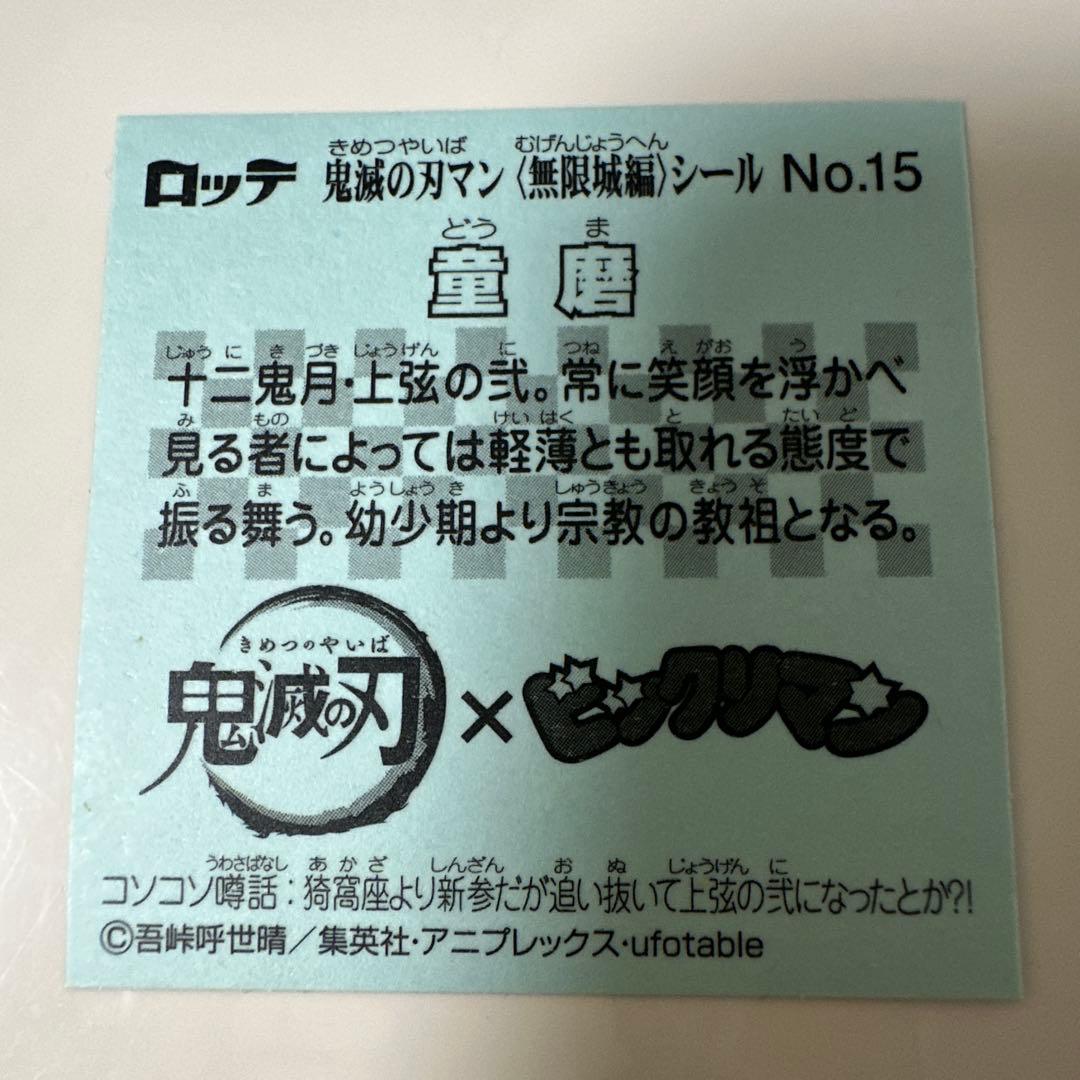 ロッテ 鬼滅の刃マン〈無限城編〉シール No.15
きめつやいば むげんじょうへん
どうま
童磨
じゅうにきづき じょうげん に つね えがお う
十二鬼月・上弦の弐。常に笑顔を浮かべ
み もの けいはく と たいど
見る者によっては軽薄とも取れる態度で
ふ ま ようしょうき しゅうきょう きょうそ
振る舞う。幼少期より宗教の教祖となる。
きめつのやいば
鬼滅の刃 × ビックリマン
うわさばなし あかざ しんざん お ぬ じょうげん に
コソコソ噂話：猗窩座より新参だが追い抜いて上弦の弐になったとか?!
©吾峠呼世晴／集英社・アニプレックス・ufotable